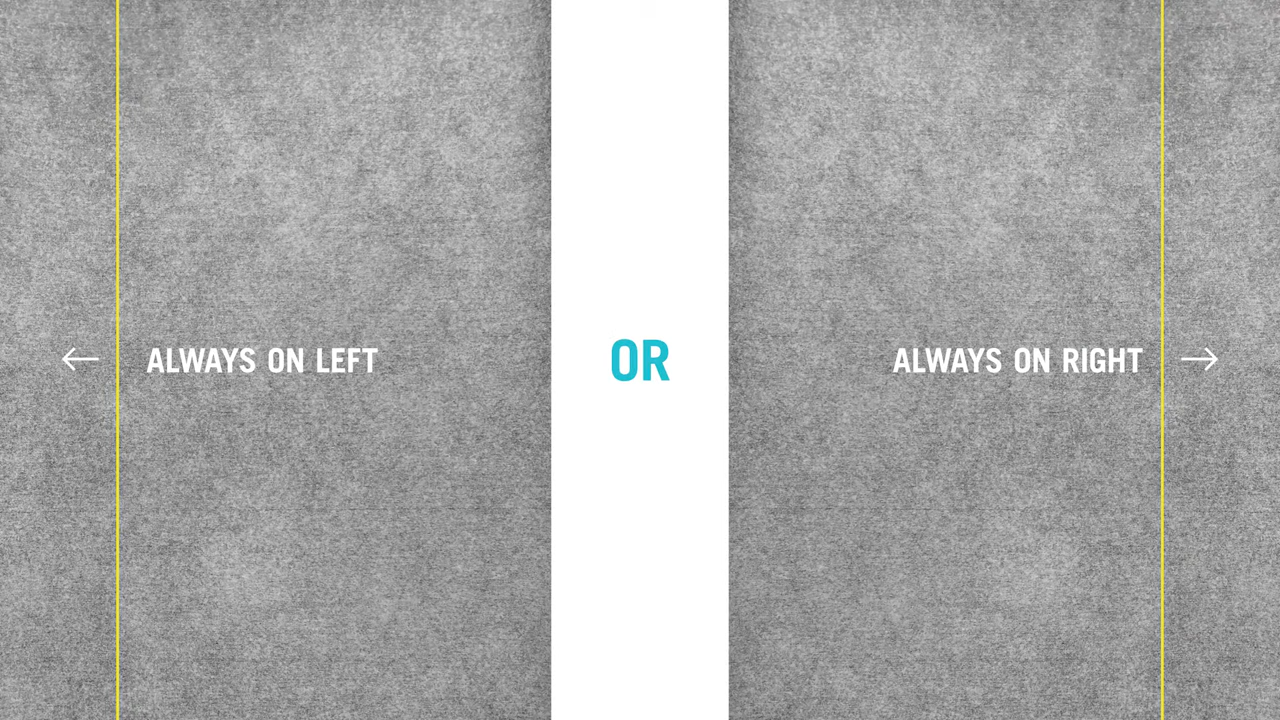 ← ALWAYS ON LEFT
OR
ALWAYS ON RIGHT →